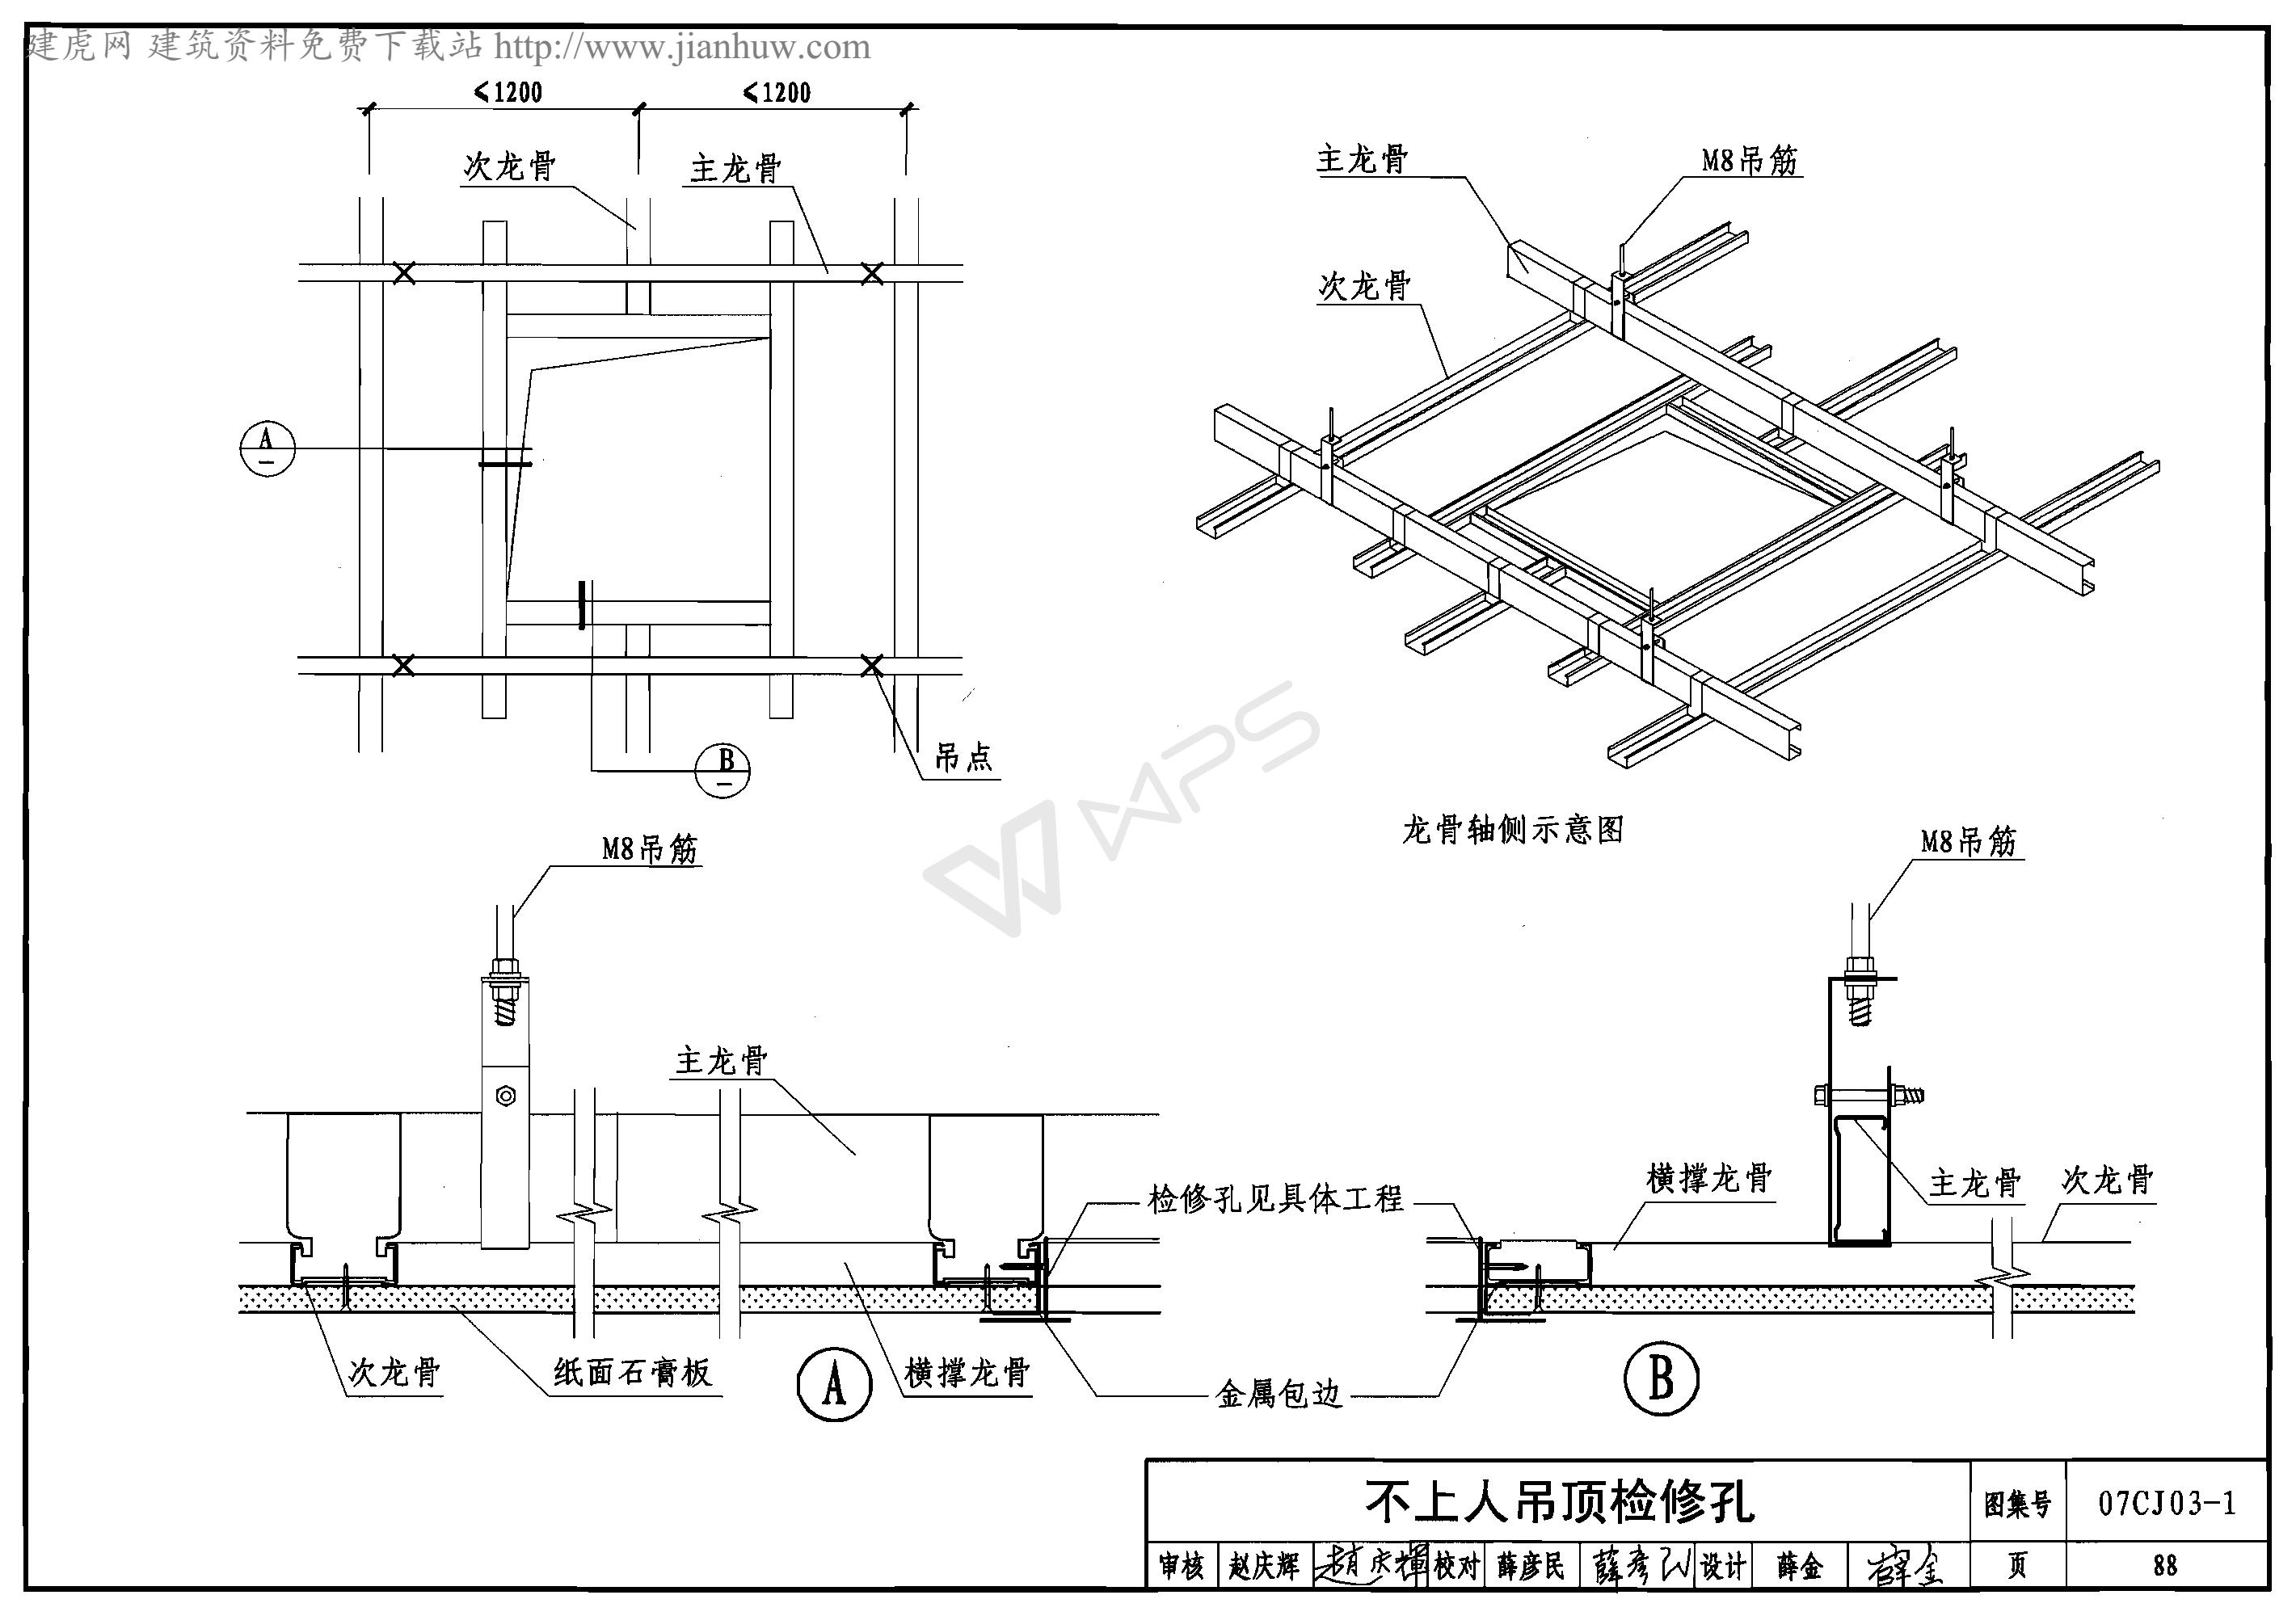 建虎网 建筑资料免费下载站 http://www.jianhuw.com
≤1200
≤1200
次龙骨
主龙骨
A
B
吊点
主龙骨
M8吊筋
次龙骨
龙骨轴侧示意图
WPS
M8吊筋
主龙骨
次龙骨
纸面石膏板
A
横撑龙骨
检修孔见具体工程
金属包边
M8吊筋
横撑龙骨
主龙骨
次龙骨
B
不上人吊顶检修孔
图集号
07CJ03-1
审核 赵庆辉 赵庆輝 校对 薛彦民 薛彦民 设计 薛金 薛金
页
88